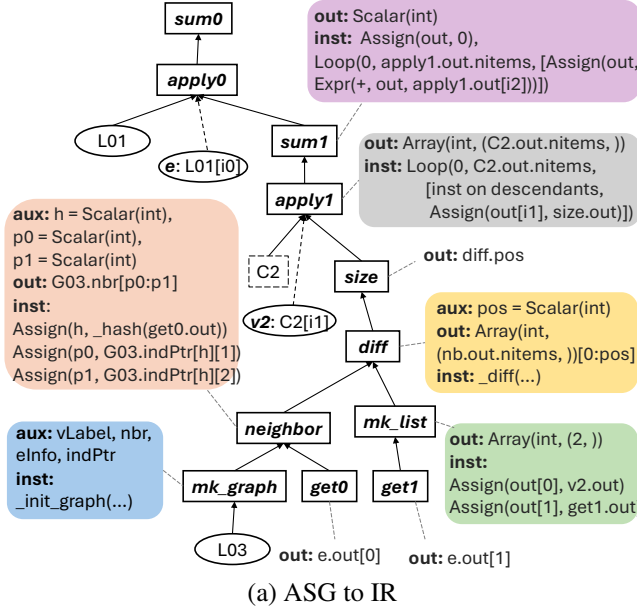 sum0
out: Scalar(int)
inst: Assign(out, 0),
Loop(0, apply1.out.nitems, [Assign(out,
Expr(+, out, apply1.out[i2]))])
apply0
L01
e: L01[i0]
sum1
out: Array(int, (C2.out.nitems, ))
inst: Loop(0, C2.out.nitems,
[inst on descendants,
Assign(out[i1], size.out)])
apply1
aux: h = Scalar(int),
p0 = Scalar(int),
p1 = Scalar(int)
out: G03.nbr[p0:p1]
inst:
Assign(h, _hash(get0.out))
Assign(p0, G03.indPtr[h][1])
Assign(p1, G03.indPtr[h][2])
C2
v2: C2[i1]
size
out: diff.pos
diff
aux: pos = Scalar(int)
out: Array(int,
(nb.out.nitems, ))[0:pos]
inst: _diff(...)
neighbor
mk_list
out: Array(int, (2, ))
inst:
Assign(out[0], v2.out)
Assign(out[1], get1.out
aux: vLabel, nbr,
eInfo, indPtr
inst:
_init_graph(...)
mk_graph
get0
get1
L03
out: e.out[0]
out: e.out[1]
(a) ASG to IR